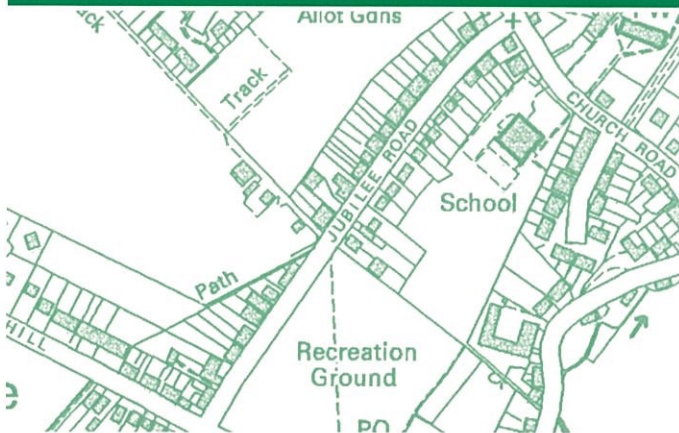 Allot Gdns
Track
JUBILEE ROAD
CHURCH ROAD
School
Path
HILL
Recreation
Ground
PO